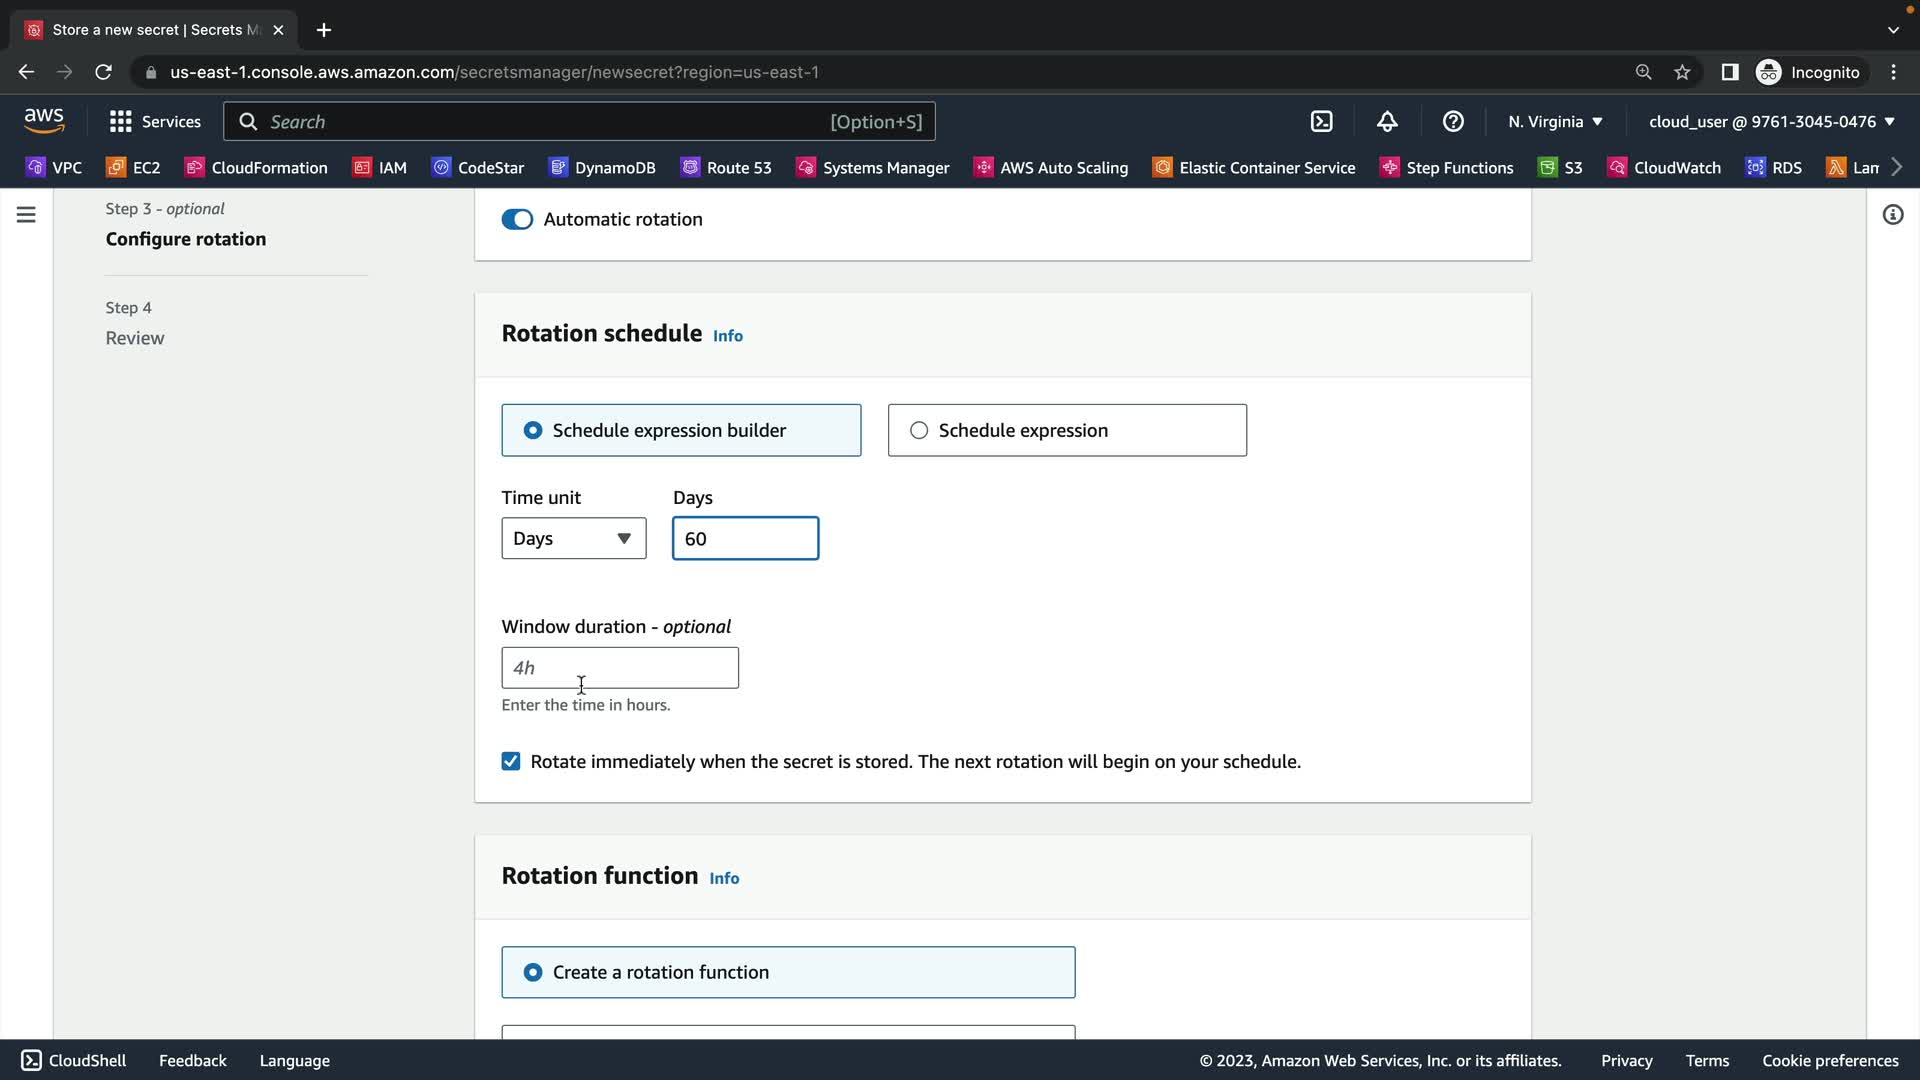 Store a new secret | Secrets M
us-east-1.console.aws.amazon.com/secretsmanager/newsecret?region=us-east-1
Incognito
aws
Services
Search
[Option+S]
N. Virginia
cloud_user @ 9761-3045-0476
VPC
EC2
CloudFormation
IAM
CodeStar
DynamoDB
Route 53
Systems Manager
AWS Auto Scaling
Elastic Container Service
Step Functions
S3
CloudWatch
RDS
Lam
Step 3 - optional
Configure rotation
Step 4
Review
Automatic rotation
Rotation schedule Info
Schedule expression builder
Schedule expression
Time unit
Days
Days
60
Window duration - optional
4h
Enter the time in hours.
Rotate immediately when the secret is stored. The next rotation will begin on your schedule.
Rotation function Info
Create a rotation function
CloudShell
Feedback
Language
© 2023, Amazon Web Services, Inc. or its affiliates.
Privacy
Terms
Cookie preferences